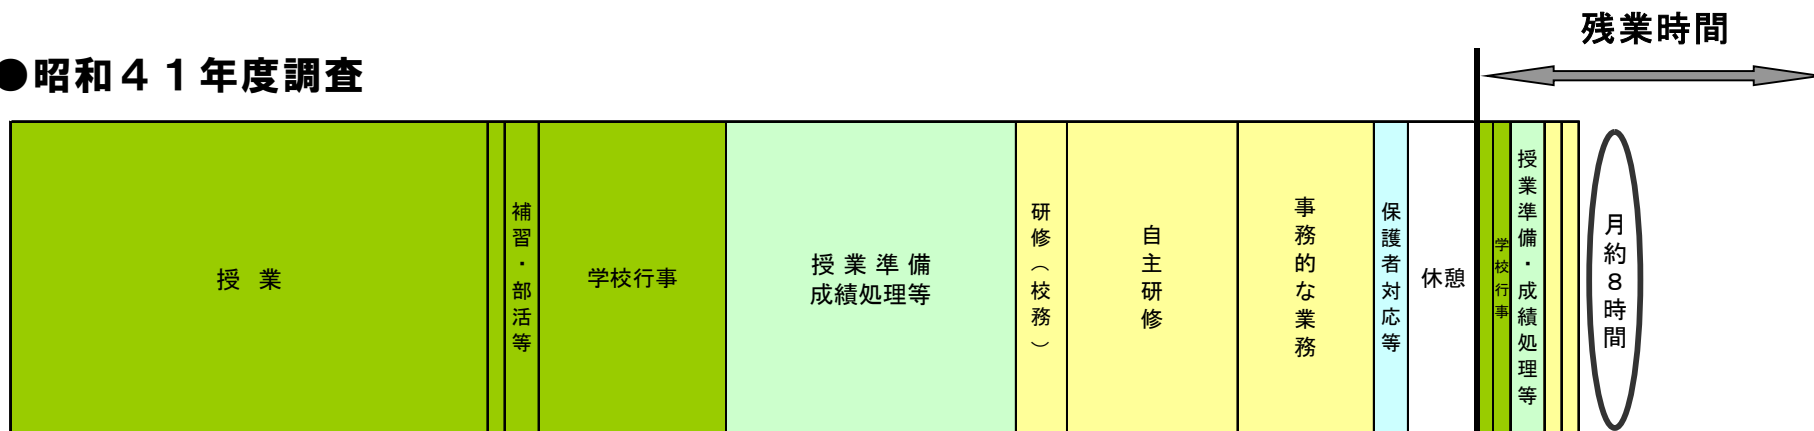 残業時間
●昭和４１年度調査
授　業
補習・部活等
学校行事
授 業 準 備
成績処理等
研修（校務）
自主研修
事務的な業務
保護者対応等
休憩
学校行事
授業準備・成績処理等
月約８時間